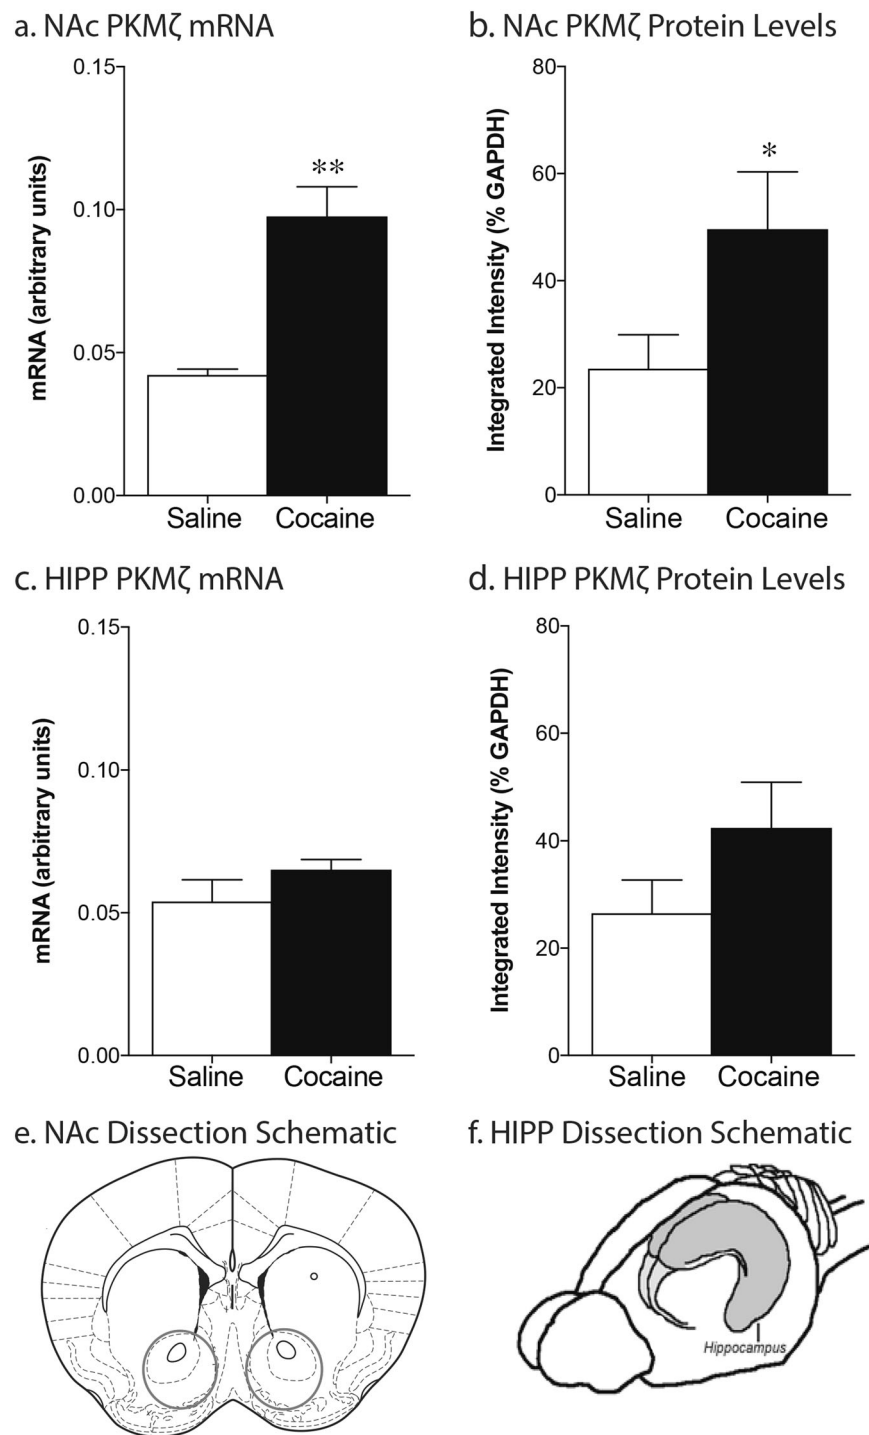 a. NAc PKMζ mRNA
0.15
0.10
0.05
0.00
mRNA (arbitrary units)
**
Saline
Cocaine
b. NAc PKMζ Protein Levels
80
60
40
20
0
Integrated Intensity (% GAPDH)
*
Saline
Cocaine
c. HIPP PKMζ mRNA
0.15
0.10
0.05
0.00
mRNA (arbitrary units)
Saline
Cocaine
d. HIPP PKMζ Protein Levels
80
60
40
20
0
Integrated Intensity (% GAPDH)
Saline
Cocaine
e. NAc Dissection Schematic
f. HIPP Dissection Schematic
Hippocampus